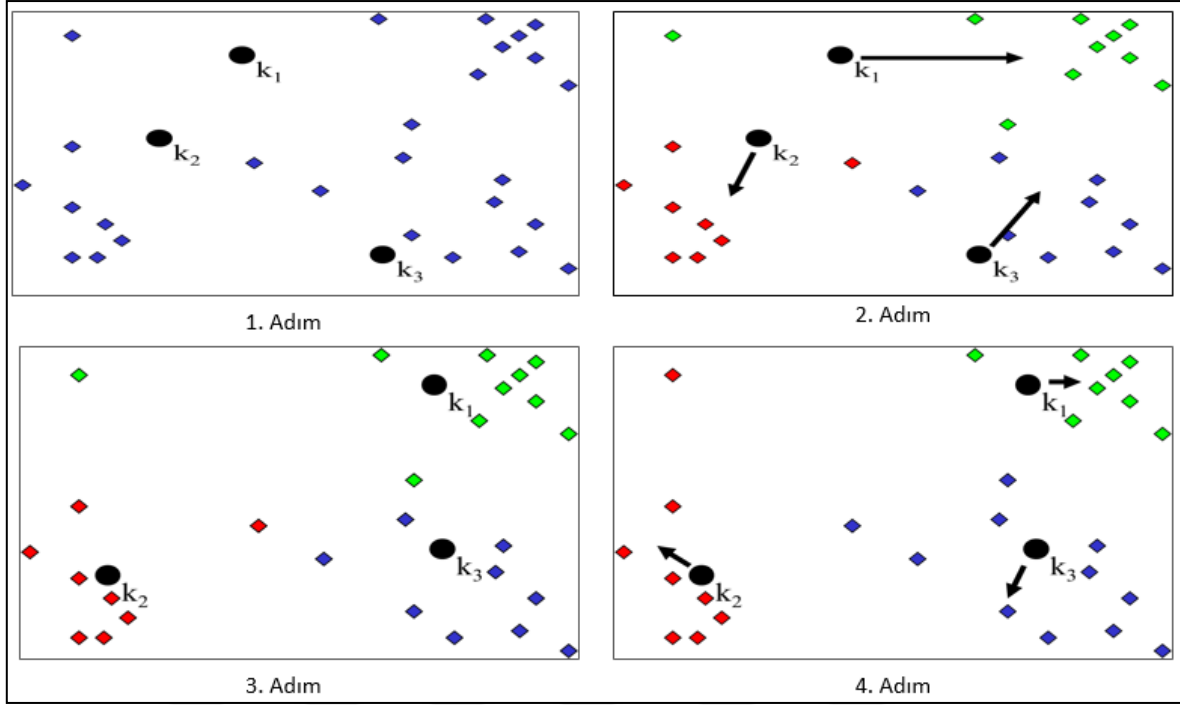 k₁
k₂
k₃
1. Adım
k₁
k₂
k₃
2. Adım
k₁
k₂
k₃
3. Adım
k₁
k₂
k₃
4. Adım